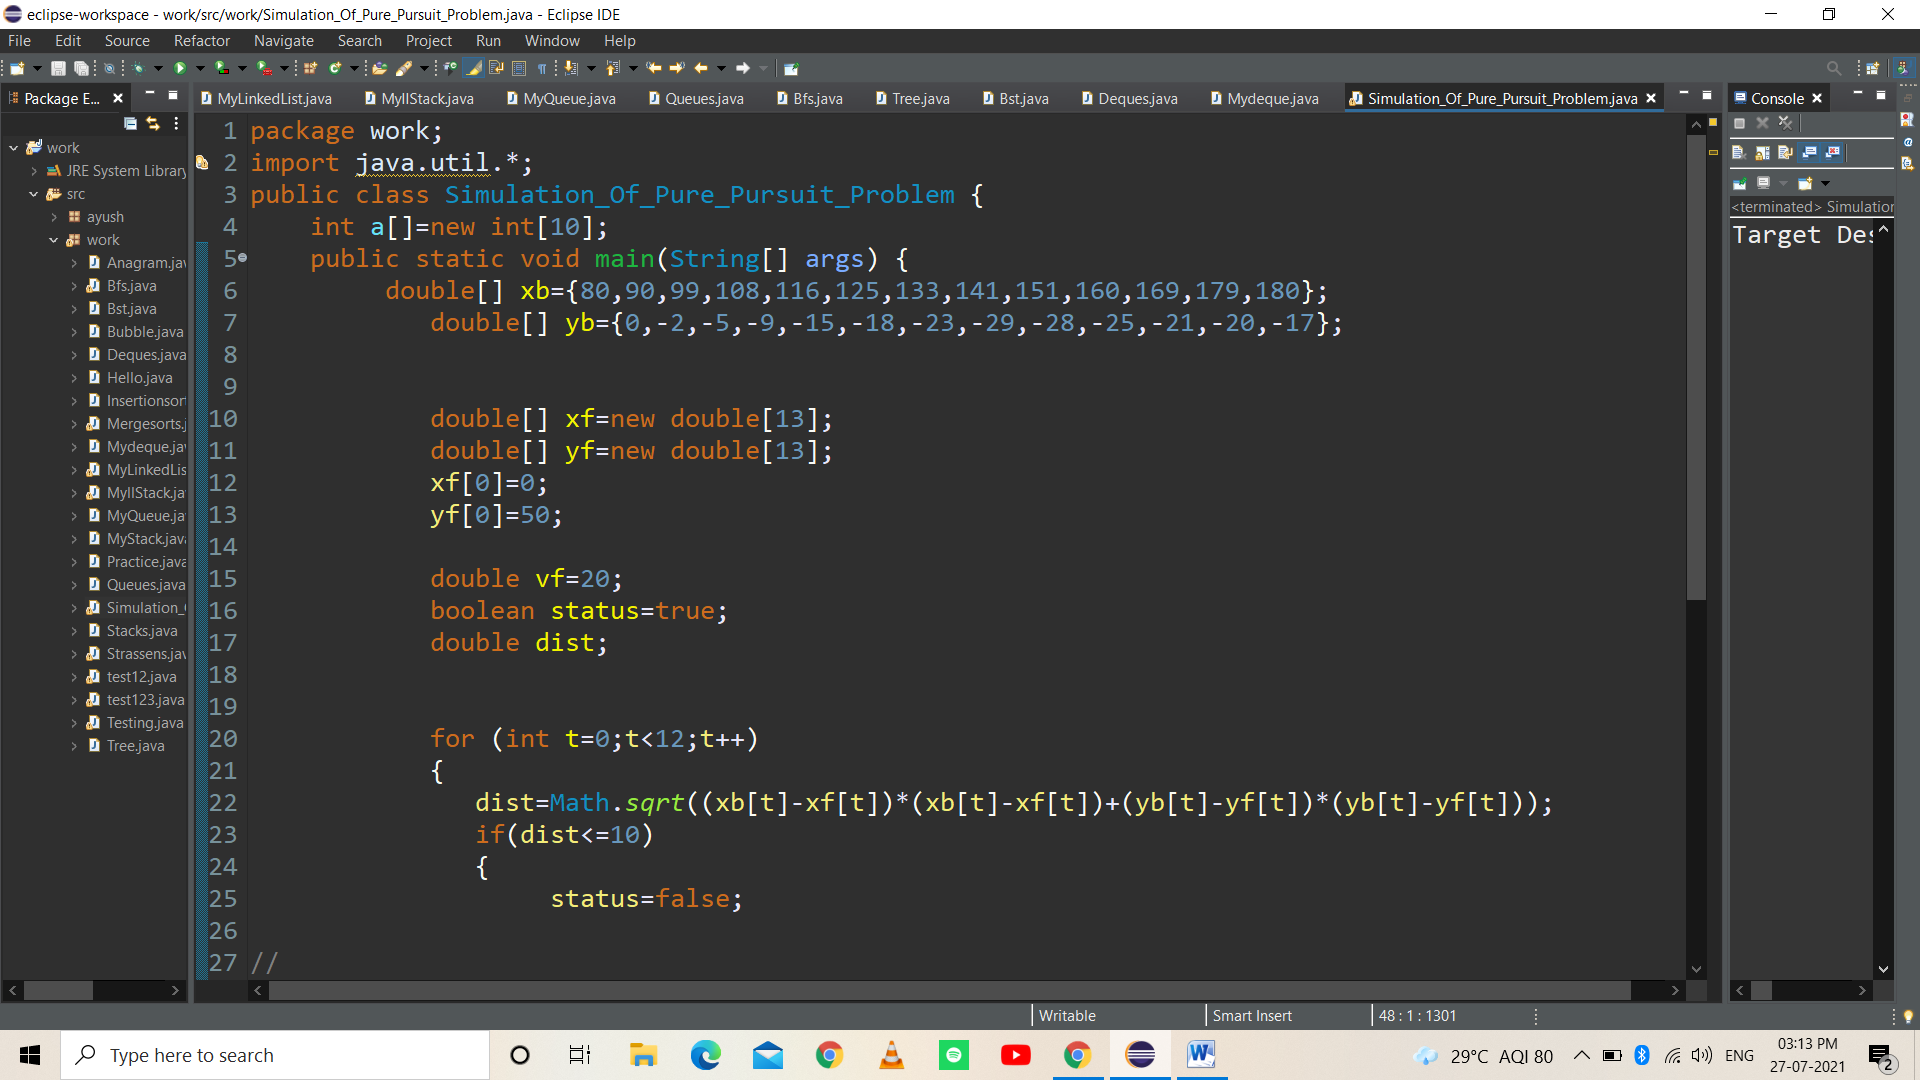 eclipse-workspace - work/src/work/Simulation_Of_Pure_Pursuit_Problem.java - Eclipse IDE
File Edit Source Refactor Navigate Search Project Run Window Help
Package E...
MyLinkedList.java MyllStack.java MyQueue.java Queues.java Bfs.java Tree.java Bst.java Deques.java Mydeque.java Simulation_Of_Pure_Pursuit_Problem.java
Console
work
JRE System Library
src
ayush
work
Anagram.jav
Bfs.java
Bst.java
Bubble.java
Deques.java
Hello.java
Insertionsort
Mergesorts.j
Mydeque.jav
MyLinkedLis
MyllStack.ja
MyQueue.ja
MyStack.java
Practice.java
Queues.java
Simulation_
Stacks.java
Strassens.jav
test12.java
test123.java
Testing.java
Tree.java
1 package work;
2 import java.util.*;
3 public class Simulation_Of_Pure_Pursuit_Problem {
4 int a[]=new int[10];
5 public static void main(String[] args) {
6 double[] xb={80,90,99,108,116,125,133,141,151,160,169,179,180};
7 double[] yb={0,-2,-5,-9,-15,-18,-23,-29,-28,-25,-21,-20,-17};
8
9
10 double[] xf=new double[13];
11 double[] yf=new double[13];
12 xf[0]=0;
13 yf[0]=50;
14
15 double vf=20;
16 boolean status=true;
17 double dist;
18
19
20 for (int t=0;t<12;t++)
21 {
22 dist=Math.sqrt((xb[t]-xf[t])*(xb[t]-xf[t])+(yb[t]-yf[t])*(yb[t]-yf[t]));
23 if(dist<=10)
24 {
25 status=false;
26
27 //
<terminated> Simulation
Target Des
Writable Smart Insert 48 : 1 : 1301
Type here to search
29°C AQI 80 ENG
03:13 PM
27-07-2021
2